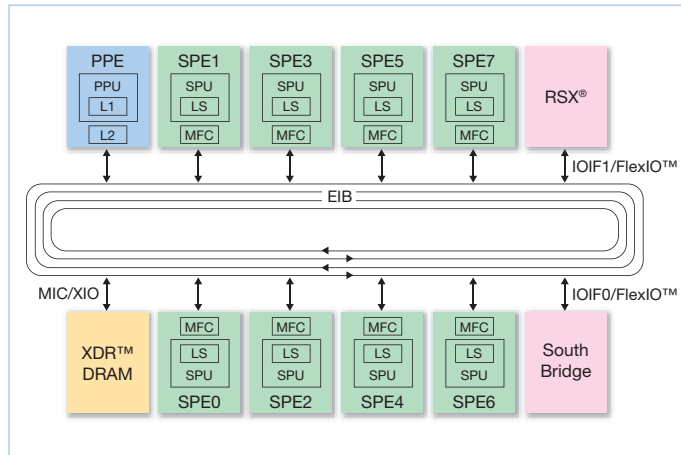 PPE SPE1 SPE3 SPE5 SPE7
PPU SPU SPU SPU SPU
RSX®
L1 LS LS LS LS
L2 MFC MFC MFC MFC
IOIF1/FlexIO™
EIB
MIC/XIO IOIF0/FlexIO™
MFC MFC MFC MFC
XDR™ LS LS LS LS South
DRAM SPU SPU SPU SPU Bridge
SPE0 SPE2 SPE4 SPE6